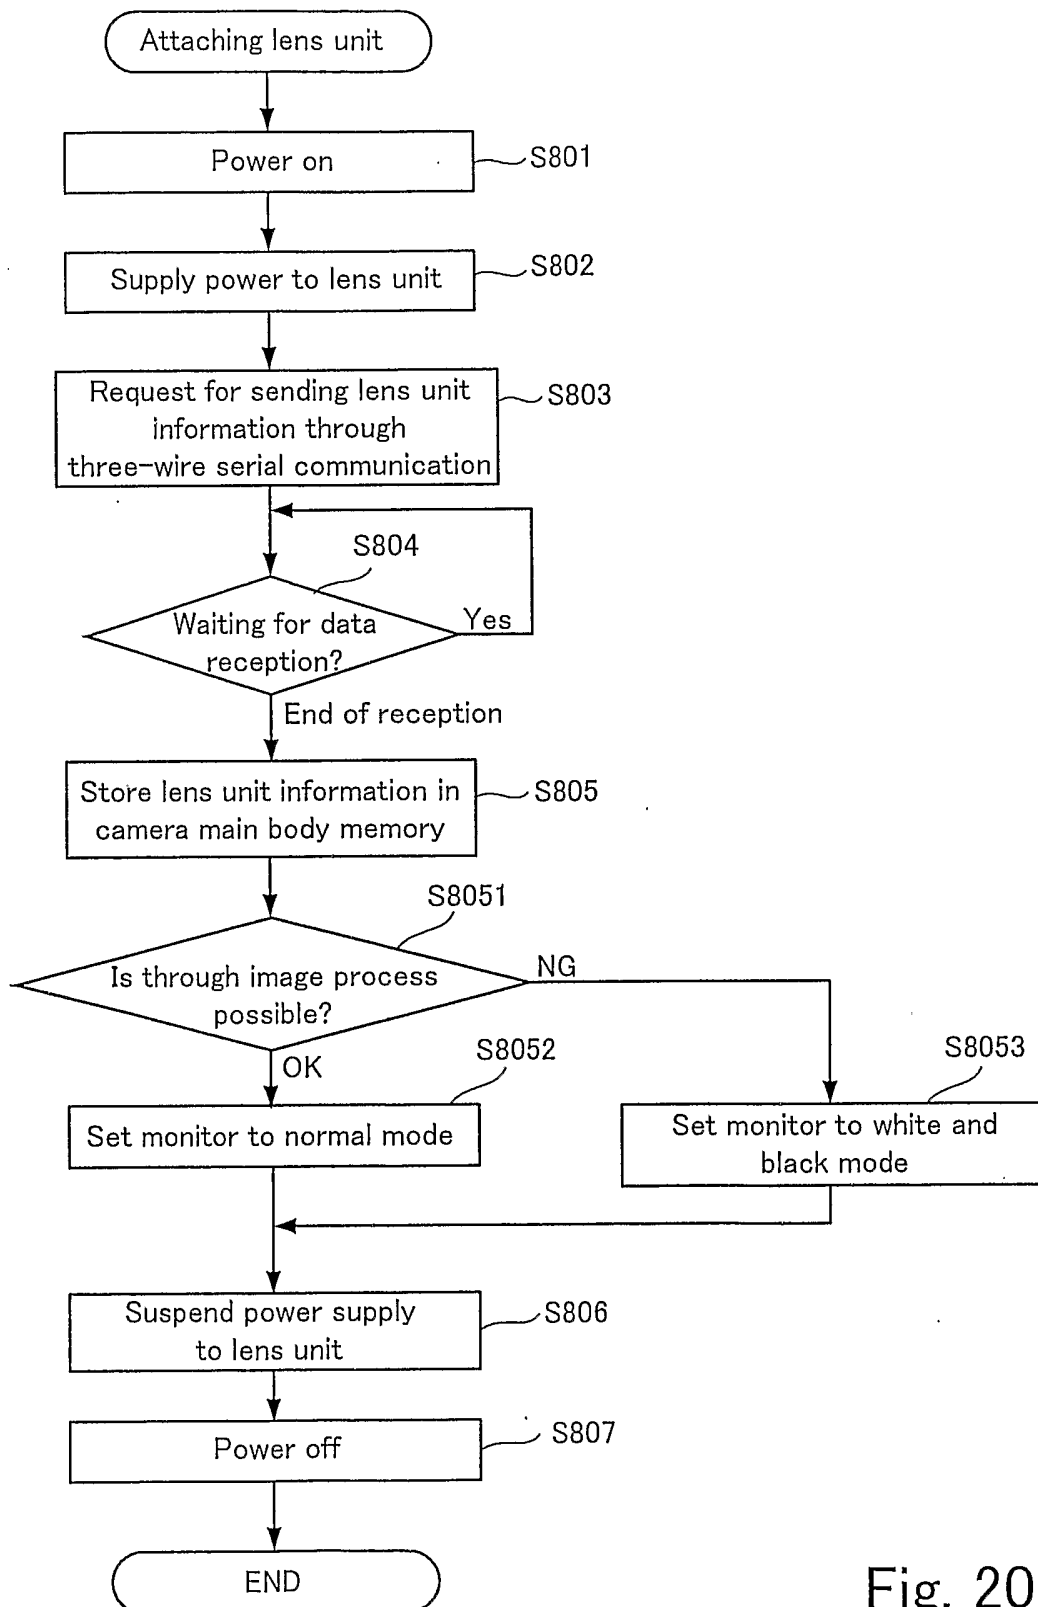 Attaching lens unit
Power on
S801
Supply power to lens unit
S802
Request for sending lens unit
information through
three-wire serial communication
S803
S804
Waiting for data
reception?
Yes
End of reception
Store lens unit information in
camera main body memory
S805
S8051
Is through image process
possible?
NG
OK
S8052
Set monitor to normal mode
S8053
Set monitor to white and
black mode
Suspend power supply
to lens unit
S806
Power off
S807
END
Fig. 20